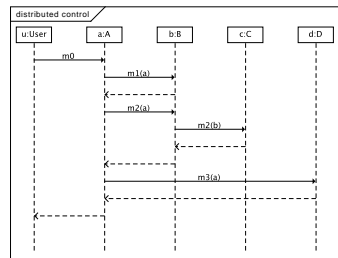 distributed control
u:User a:A b:B c:C d:D
m0
m1(a)
m2(a)
m2(b)
m3(a)